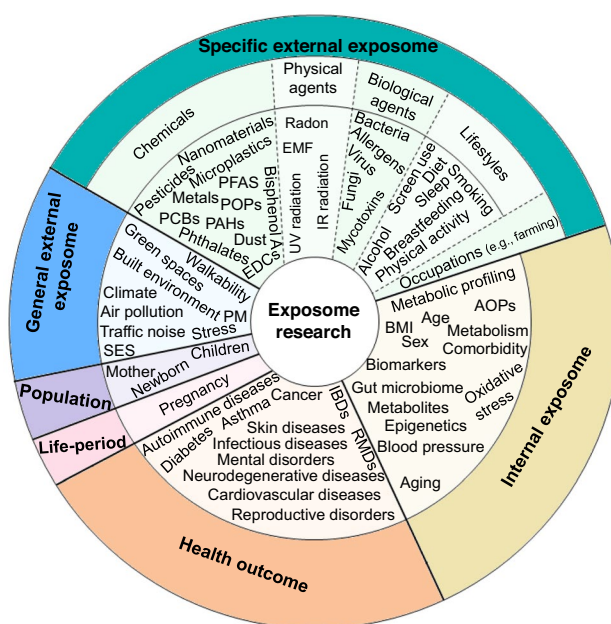 Specific external exposome
Physical
agents
Biological
agents
Chemicals
Lifestyles
Nanomaterials
Microplastics
Pesticides
PFAS
Metals
POPs
PCBs
PAHs
Phthalates
Dust
EDCs
Bisphenol A
Radon
EMF
UV radiation
IR radiation
Bacteria
Allergens
Virus
Fungi
Mycotoxins
Screen use
Diet
Sleep
Smoking
Alcohol
Breastfeeding
Physical activity
Occupations (e.g., farming)
General external
exposome
Green spaces
Walkability
Built environment
Climate
Air pollution
PM
Traffic noise
Stress
SES
Exposome
research
Population
Mother
Children
Newborn
Life-period
Pregnancy
Internal exposome
Metabolic profiling
AOPs
Age
BMI
Sex
Metabolism
Comorbidity
Biomarkers
Gut microbiome
Oxidative
stress
Metabolites
Epigenetics
Blood pressure
Aging
Health outcome
Autoimmune diseases
Cancer
IBDs
Diabetes
Asthma
RMDs
Skin diseases
Infectious diseases
Mental disorders
Neurodegenerative diseases
Cardiovascular diseases
Reproductive disorders